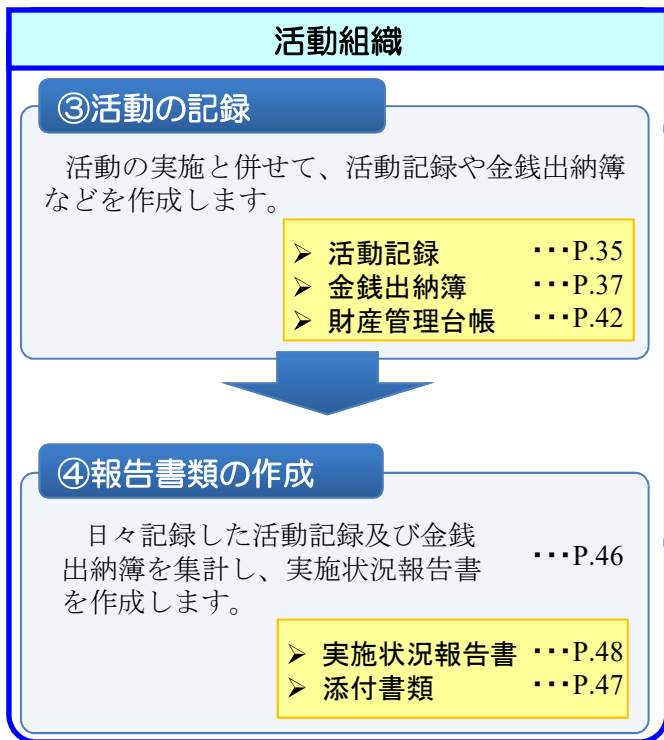 活動組織
③活動の記録
活動の実施と併せて、活動記録や金銭出納簿
などを作成します。
➢ 活動記録 ･･･P.35
➢ 金銭出納簿 ･･･P.37
➢ 財産管理台帳 ･･･P.42
④報告書類の作成
日々記録した活動記録及び金銭
出納簿を集計し、実施状況報告書 ･･･P.46
を作成します。
➢ 実施状況報告書 ･･･P.48
➢ 添付書類 ･･･P.47